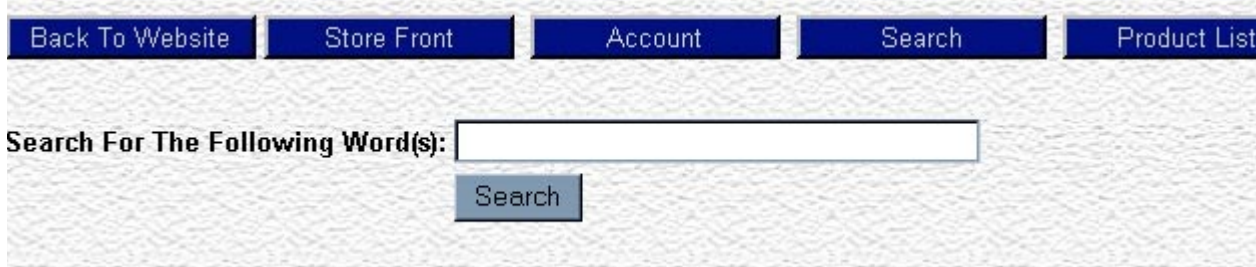 Back To Website Store Front Account Search Product List
Search For The Following Word(s):
Search